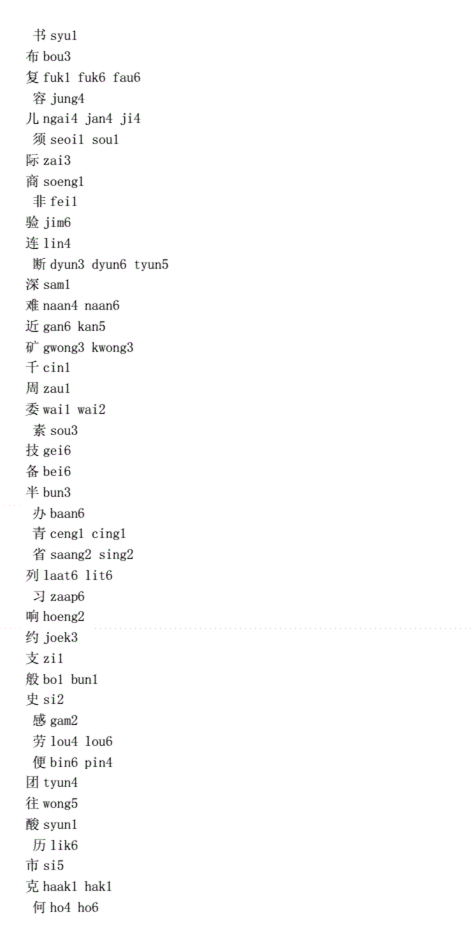 书 syu1
布 bou3
复 fuk1 fuk6 fau6
容 jung4
儿 ngai4 jan4 ji4
须 seoi1 sou1
际 zai3
商 soeng1
非 fei1
验 jim6
连 lin4
断 dyun3 dyun6 tyun5
深 sam1
难 naan4 naan6
近 gan6 kan5
矿 gwong3 kwong3
千 cin1
周 zau1
委 wai1 wai2
素 sou3
技 gei6
备 bei6
半 bun3
办 baan6
青 ceng1 cing1
省 saang2 sing2
列 laat6 lit6
习 zaap6
响 hoeng2
约 joek3
支 zi1
般 bo1 bun1
史 si2
感 gam2
劳 lou4 lou6
便 bin6 pin4
团 tyun4
往 wong5
酸 syun1
历 lik6
市 si5
克 haak1 hak1
何 ho4 ho6